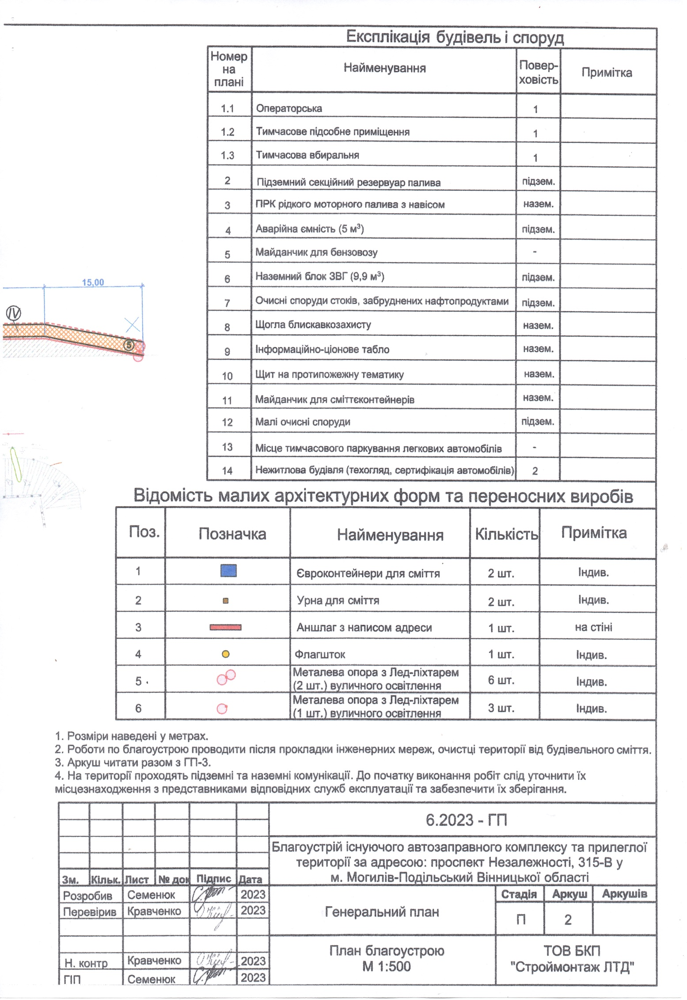 Експлікація будівель і споруд
Номер на плані Найменування Повер-ховість Примітка
1.1 Операторська 1
1.2 Тимчасове підсобне приміщення 1
1.3 Тимчасова вбиральня 1
2 Підземний секційний резервуар палива підзем.
3 ПРК рідкого моторного палива з навісом назем.
4 Аварійна ємність (5 м³) підзем.
5 Майданчик для бензовозу -
6 Наземний блок ЗВГ (9,9 м³) підзем.
7 Очисні споруди стоків, забруднених нафтопродуктами підзем.
8 Щогла блискавкозахисту назем.
9 Інформаційно-ціонове табло назем.
10 Щит на протипожежну тематику назем.
11 Майданчик для сміттєконтейнерів назем.
12 Малі очисні споруди підзем.
13 Місце тимчасового паркування легкових автомобілів -
14 Нежитлова будівля (техогляд, сертифікація автомобілів) 2
15,00
IV
5
Відомість малих архітектурних форм та переносних виробів
Поз. Позначка Найменування Кількість Примітка
1 Євроконтейнери для сміття 2 шт. Індив.
2 Урна для сміття 2 шт. Індив.
3 Аншлаг з написом адреси 1 шт. на стіні
4 Флагшток 1 шт. Індив.
5 Металева опора з Лед-ліхтарем
(2 шт.) вуличного освітлення 6 шт. Індив.
6 Металева опора з Лед-ліхтарем
(1 шт.) вуличного освітлення 3 шт. Індив.
1. Розміри наведені у метрах.
2. Роботи по благоустрою проводити після прокладки інженерних мереж, очистці території від будівельного сміття.
3. Аркуш читати разом з ГП-3.
4. На території проходять підземні та наземні комунікації. До початку виконання робіт слід уточнити їх
місцезнаходження з представниками відповідних служб експлуатації та забезпечити їх зберігання.
6.2023 - ГП
Благоустрій існуючого автозаправного комплексу та прилеглої
території за адресою: проспект Незалежності, 315-В у
м. Могилів-Подільський Вінницької області
Зм. Кільк. Лист № док Підпис Дата
Розробив Семенюк 2023
Перевірив Кравченко 2023
Н. контр Кравченко 2023
ГІП Семенюк 2023
Генеральний план
Стадія Аркуш Аркушів
П 2
План благоустрою
М 1:500
ТОВ БКП
"Строймонтаж ЛТД"